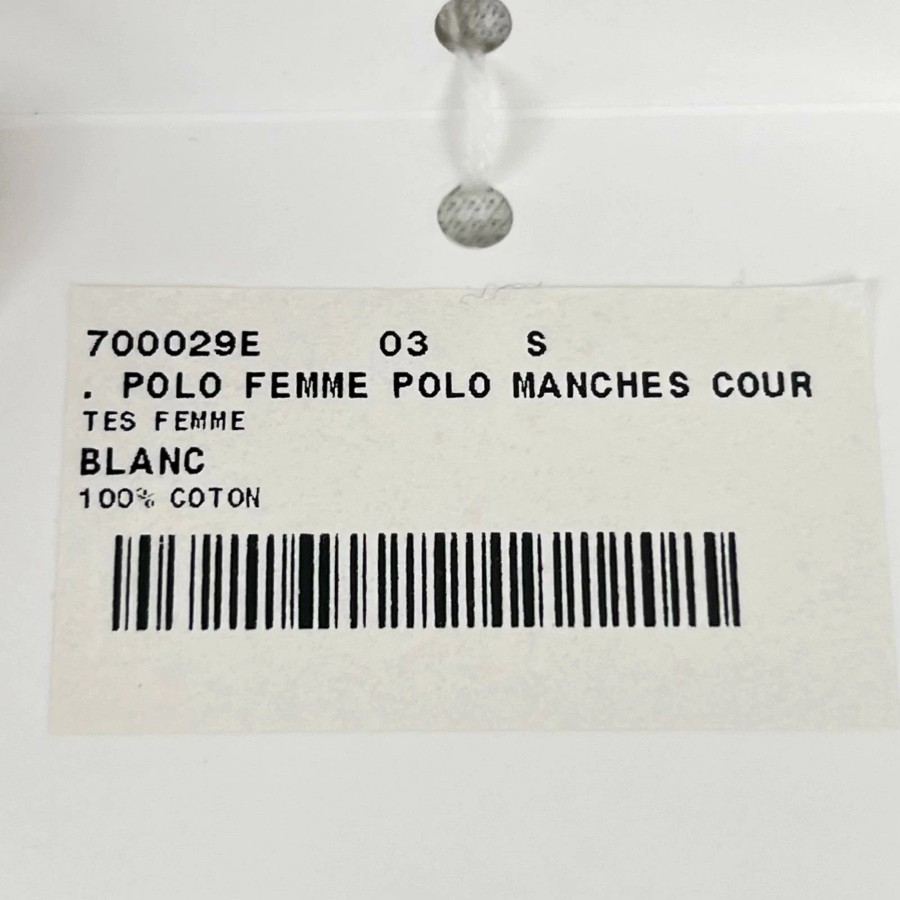 700029E 03 S
. POLO FEMME POLO MANCHES COUR
TES FEMME
BLANC
100% COTON